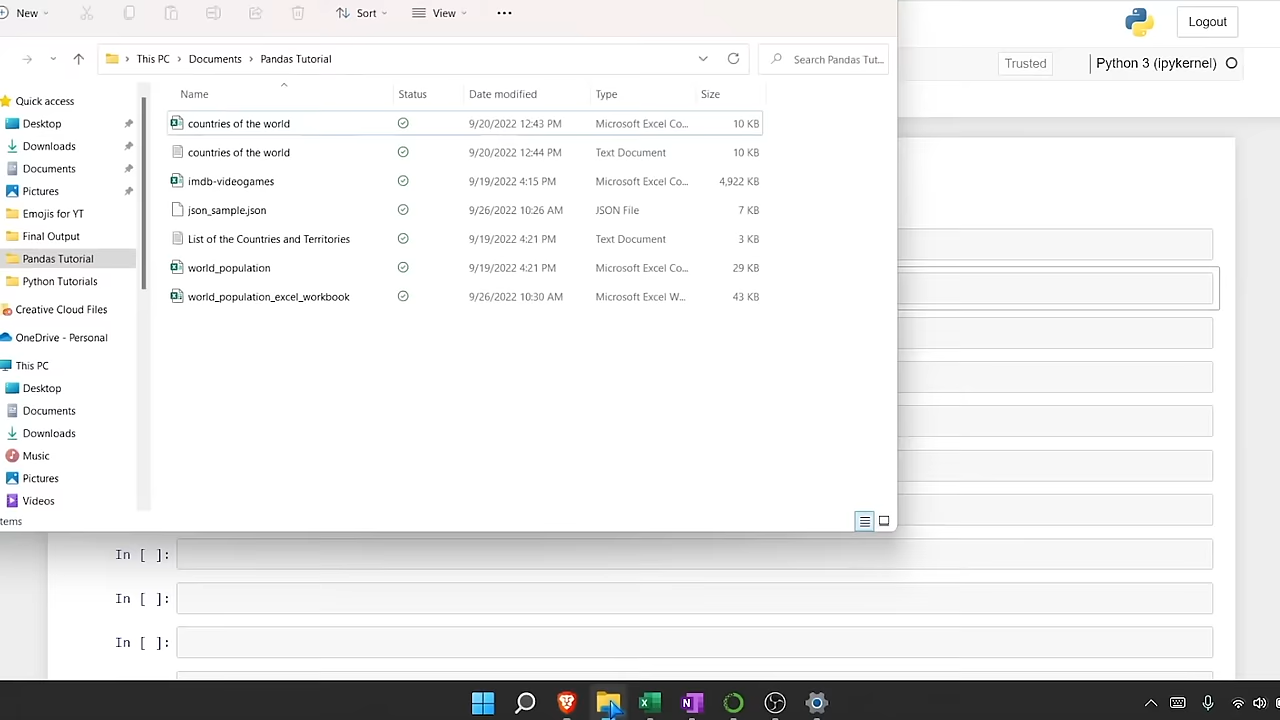 New
Sort
View
Logout
This PC > Documents > Pandas Tutorial
Search Pandas Tut...
Trusted
Python 3 (ipykernel)
Name Status Date modified Type Size
Quick access
Desktop
Downloads
Documents
Pictures
Emojis for YT
Final Output
Pandas Tutorial
Python Tutorials
Creative Cloud Files
OneDrive - Personal
This PC
Desktop
Documents
Downloads
Music
Pictures
Videos
countries of the world 9/20/2022 12:43 PM Microsoft Excel Co... 10 KB
countries of the world 9/20/2022 12:44 PM Text Document 10 KB
imdb-videogames 9/19/2022 4:15 PM Microsoft Excel Co... 4,922 KB
json_sample.json 9/26/2022 10:26 AM JSON File 7 KB
List of the Countries and Territories 9/19/2022 4:21 PM Text Document 3 KB
world_population 9/19/2022 4:21 PM Microsoft Excel Co... 29 KB
world_population_excel_workbook 9/26/2022 10:30 AM Microsoft Excel W... 43 KB
tems
In [ ]:
In [ ]:
In [ ]: